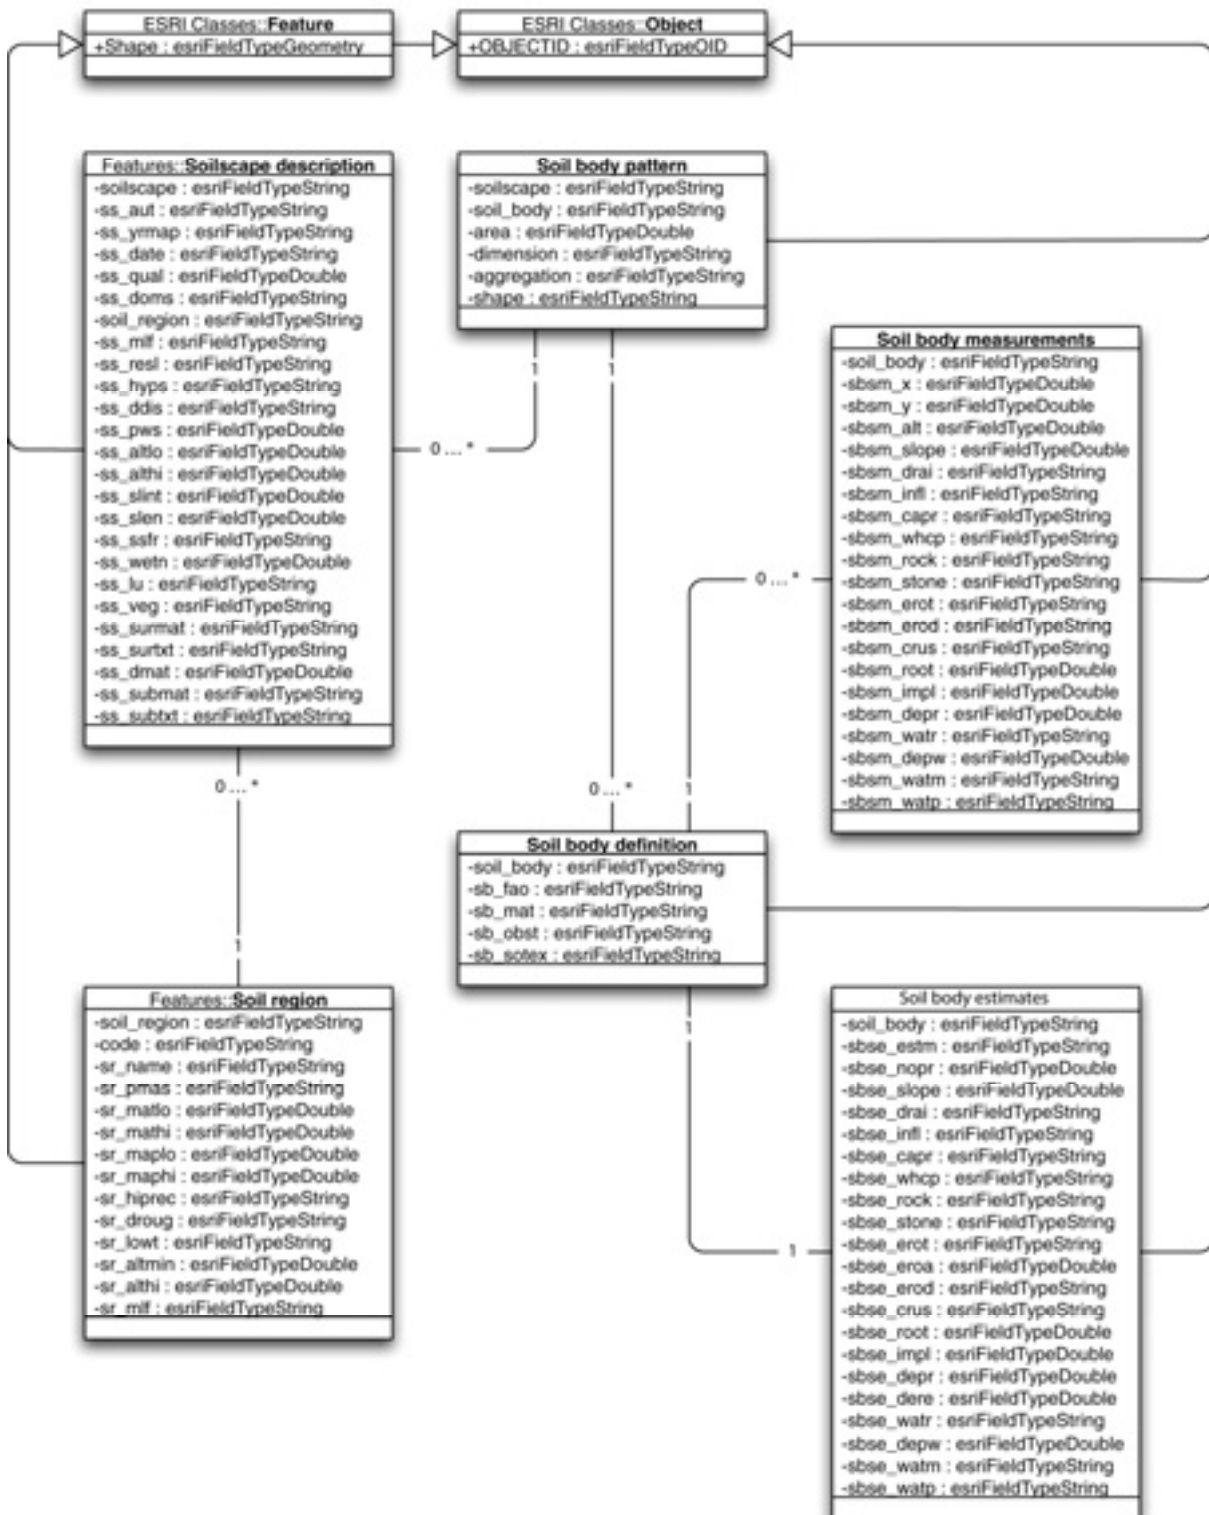 ESRI Classes::Feature
+Shape : esriFieldTypeGeometry
ESRI Classes::Object
+OBJECTID : esriFieldTypeOID
Features::Soilscape description
-soilscape : esriFieldTypeString
-ss_aut : esriFieldTypeString
-ss_yrmap : esriFieldTypeString
-ss_date : esriFieldTypeString
-ss_qual : esriFieldTypeDouble
-ss_doms : esriFieldTypeString
-soil_region : esriFieldTypeString
-ss_mlf : esriFieldTypeString
-ss_resl : esriFieldTypeString
-ss_hyps : esriFieldTypeString
-ss_ddis : esriFieldTypeString
-ss_pws : esriFieldTypeDouble
-ss_altlo : esriFieldTypeDouble
-ss_althi : esriFieldTypeDouble
-ss_slint : esriFieldTypeDouble
-ss_slen : esriFieldTypeDouble
-ss_ssfr : esriFieldTypeString
-ss_wetn : esriFieldTypeDouble
-ss_lu : esriFieldTypeString
-ss_veg : esriFieldTypeString
-ss_surmat : esriFieldTypeString
-ss_surtxt : esriFieldTypeString
-ss_dmat : esriFieldTypeDouble
-ss_submat : esriFieldTypeString
-ss_subtxt : esriFieldTypeString
Soil body pattern
-soilscape : esriFieldTypeString
-soil_body : esriFieldTypeString
-area : esriFieldTypeDouble
-dimension : esriFieldTypeString
-aggregation : esriFieldTypeString
-shape : esriFieldTypeString
1
1
0 ... *
Soil body measurements
-soil_body : esriFieldTypeString
-sbsm_x : esriFieldTypeDouble
-sbsm_y : esriFieldTypeDouble
-sbsm_alt : esriFieldTypeDouble
-sbsm_slope : esriFieldTypeDouble
-sbsm_drai : esriFieldTypeString
-sbsm_infl : esriFieldTypeString
-sbsm_capr : esriFieldTypeString
-sbsm_whcp : esriFieldTypeString
-sbsm_rock : esriFieldTypeString
-sbsm_stone : esriFieldTypeString
-sbsm_erot : esriFieldTypeString
-sbsm_erod : esriFieldTypeString
-sbsm_crus : esriFieldTypeString
-sbsm_root : esriFieldTypeDouble
-sbsm_impl : esriFieldTypeDouble
-sbsm_depr : esriFieldTypeDouble
-sbsm_watr : esriFieldTypeString
-sbsm_depw : esriFieldTypeDouble
-sbsm_watm : esriFieldTypeString
-sbsm_watp : esriFieldTypeString
0 ... *
0 ... *
0 ... *
1
Soil body definition
-soil_body : esriFieldTypeString
-sb_fao : esriFieldTypeString
-sb_mat : esriFieldTypeString
-sb_obst : esriFieldTypeString
-sb_sotex : esriFieldTypeString
1
Features::Soil region
-soil_region : esriFieldTypeString
-code : esriFieldTypeString
-sr_name : esriFieldTypeString
-sr_pmas : esriFieldTypeString
-sr_matlo : esriFieldTypeDouble
-sr_mathi : esriFieldTypeDouble
-sr_maplo : esriFieldTypeDouble
-sr_maphi : esriFieldTypeDouble
-sr_hiprec : esriFieldTypeString
-sr_droug : esriFieldTypeString
-sr_lowt : esriFieldTypeString
-sr_altmin : esriFieldTypeDouble
-sr_althi : esriFieldTypeDouble
-sr_mlf : esriFieldTypeString
1
1
Soil body estimates
-soil_body : esriFieldTypeString
-sbse_estm : esriFieldTypeString
-sbse_nopr : esriFieldTypeDouble
-sbse_slope : esriFieldTypeDouble
-sbse_drai : esriFieldTypeString
-sbse_infl : esriFieldTypeString
-sbse_capr : esriFieldTypeString
-sbse_whcp : esriFieldTypeString
-sbse_rock : esriFieldTypeString
-sbse_stone : esriFieldTypeString
-sbse_erot : esriFieldTypeString
-sbse_eroa : esriFieldTypeDouble
-sbse_erod : esriFieldTypeString
-sbse_crus : esriFieldTypeString
-sbse_root : esriFieldTypeDouble
-sbse_impl : esriFieldTypeDouble
-sbse_depr : esriFieldTypeDouble
-sbse_dere : esriFieldTypeDouble
-sbse_watr : esriFieldTypeString
-sbse_depw : esriFieldTypeDouble
-sbse_watm : esriFieldTypeString
-sbse_watp : esriFieldTypeString